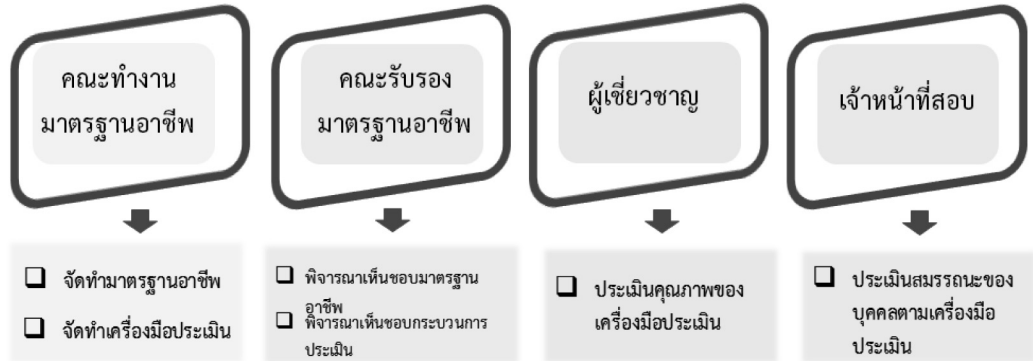 คณะทำงาน
มาตรฐานอาชีพ
คณะรับรอง
มาตรฐานอาชีพ
ผู้เชี่ยวชาญ
เจ้าหน้าที่สอบ
จัดทำมาตรฐานอาชีพ
จัดทำเครื่องมือประเมิน
พิจารณาเห็นชอบมาตรฐาน
อาชีพ
พิจารณาเห็นชอบกระบวนการ
ประเมิน
ประเมินคุณภาพของ
เครื่องมือประเมิน
ประเมินสมรรถนะของ
บุคคลตามเครื่องมือ
ประเมิน